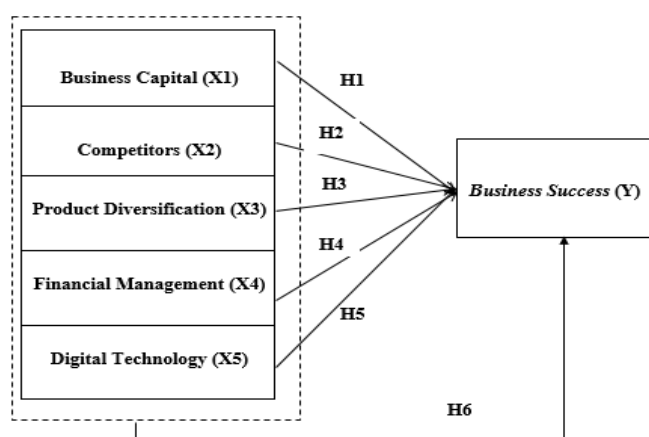 Business Capital (X1)
H1
Competitors (X2)
H2
Product Diversification (X3)
H3
Business Success (Y)
Financial Management (X4)
H4
Digital Technology (X5)
H5
H6